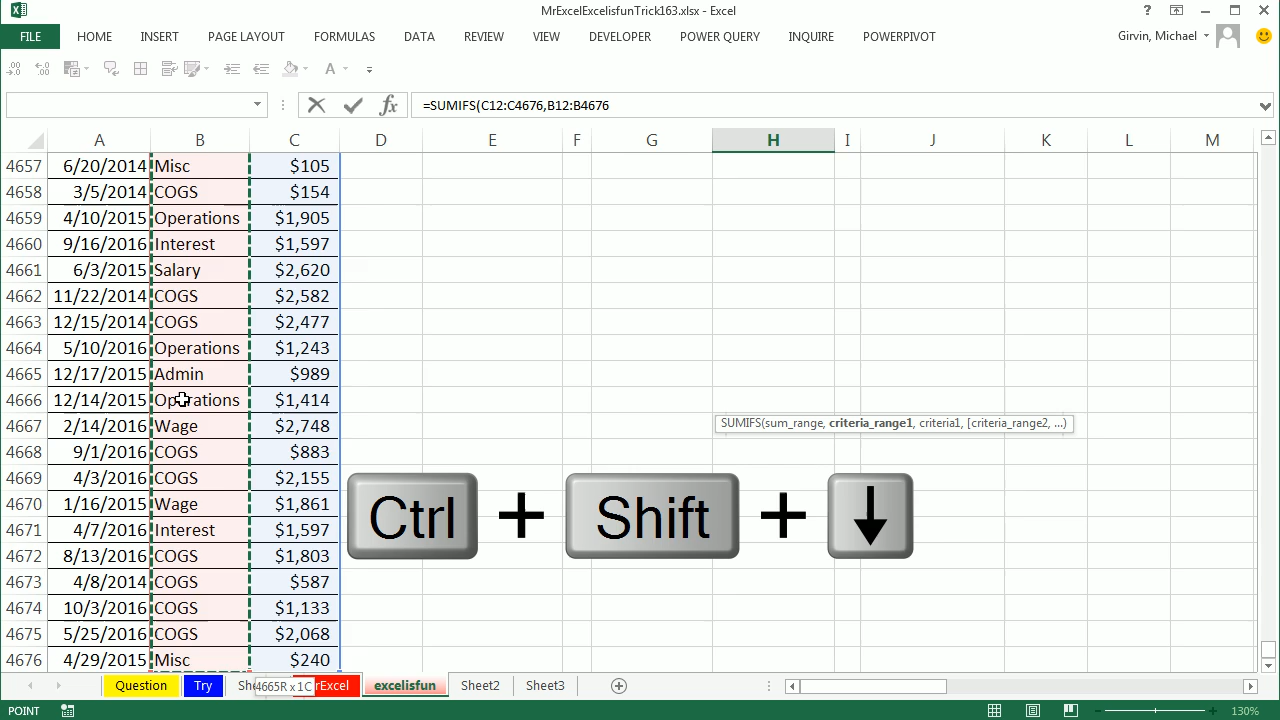 MrExcelExcelisfunTrick163.xlsx - Excel
FILE HOME INSERT PAGE LAYOUT FORMULAS DATA REVIEW VIEW DEVELOPER POWER QUERY INQUIRE POWERPIVOT Girvin, Michael
=SUMIFS(C12:C4676,B12:B4676
A B C D E F G H I J K L M
4657 6/20/2014 Misc $105
4658 3/5/2014 COGS $154
4659 4/10/2015 Operations $1,905
4660 9/16/2016 Interest $1,597
4661 6/3/2015 Salary $2,620
4662 11/22/2014 COGS $2,582
4663 12/15/2014 COGS $2,477
4664 5/10/2016 Operations $1,243
4665 12/17/2015 Admin $989
4666 12/14/2015 Operations $1,414
4667 2/14/2016 Wage $2,748
SUMIFS(sum_range, criteria_range1, criteria1, [criteria_range2, ...)
4668 9/1/2016 COGS $883
4669 4/3/2016 COGS $2,155
4670 1/16/2015 Wage $1,861
Ctrl + Shift + ↓
4671 4/7/2016 Interest $1,597
4672 8/13/2016 COGS $1,803
4673 4/8/2014 COGS $587
4674 10/3/2016 COGS $1,133
4675 5/25/2016 COGS $2,068
4676 4/29/2015 Misc $240
Question Try 4665R x 1C excelisfun Sheet2 Sheet3
POINT 130%